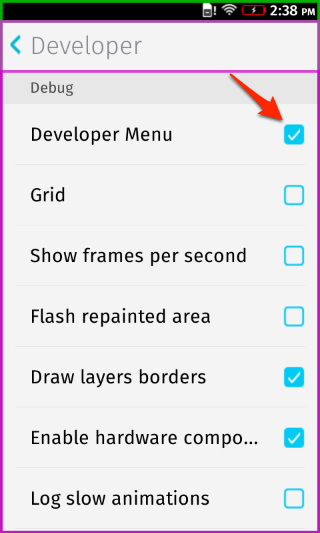 2:38 PM
Developer
Debug
Developer Menu
Grid
Show frames per second
Flash repainted area
Draw layers borders
Enable hardware compo...
Log slow animations